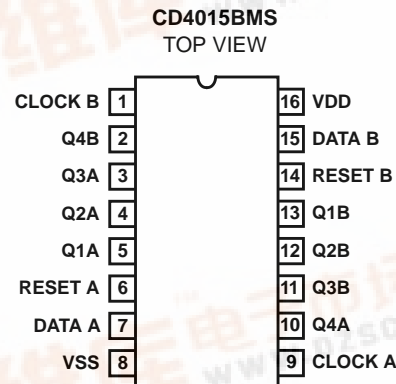 CD4015BMS
TOP VIEW
CLOCK B 1
Q4B 2
Q3A 3
Q2A 4
Q1A 5
RESET A 6
DATA A 7
VSS 8
16 VDD
15 DATA B
14 RESET B
13 Q1B
12 Q2B
11 Q3B
10 Q4A
9 CLOCK A